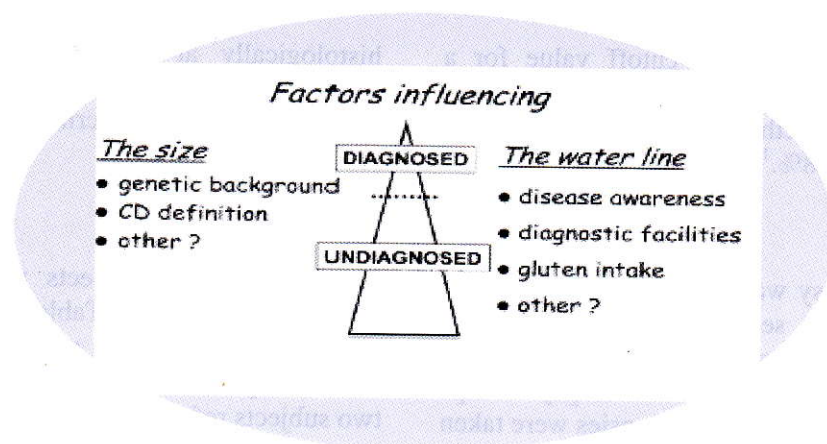 Factors influencing
The size
• genetic background
• CD definition
• other ?
DIAGNOSED
UNDIAGNOSED
The water line
• disease awareness
• diagnostic facilities
• gluten intake
• other ?